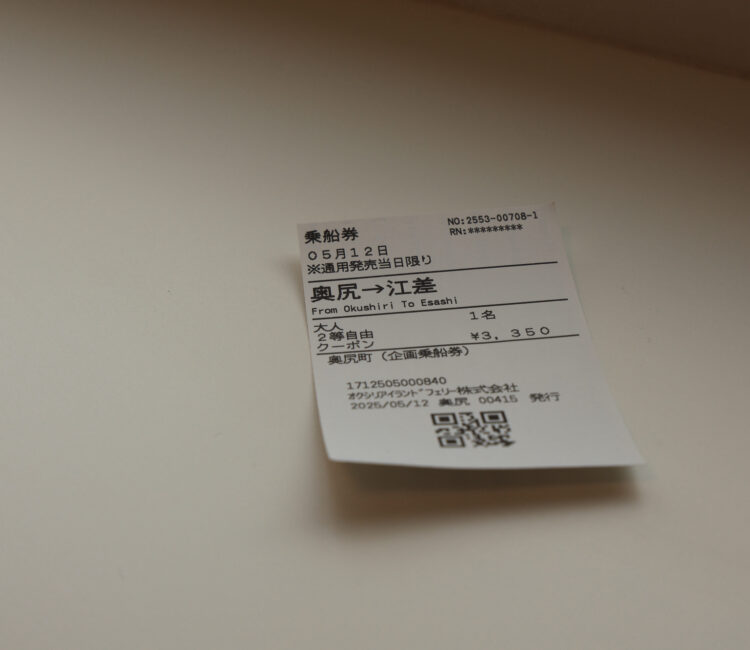 乗船券
NO:2553-00708-1
RN:*********
05月12日
※通用発売当日限り
奥尻→江差
From Okushiri To Esashi
大人 1名
2等自由
クーポン ¥3,350
奥尻町(企画乗船券)
1712505000840
オクシリアイランドフェリー株式会社
2025/05/12 奥尻 00415 発行